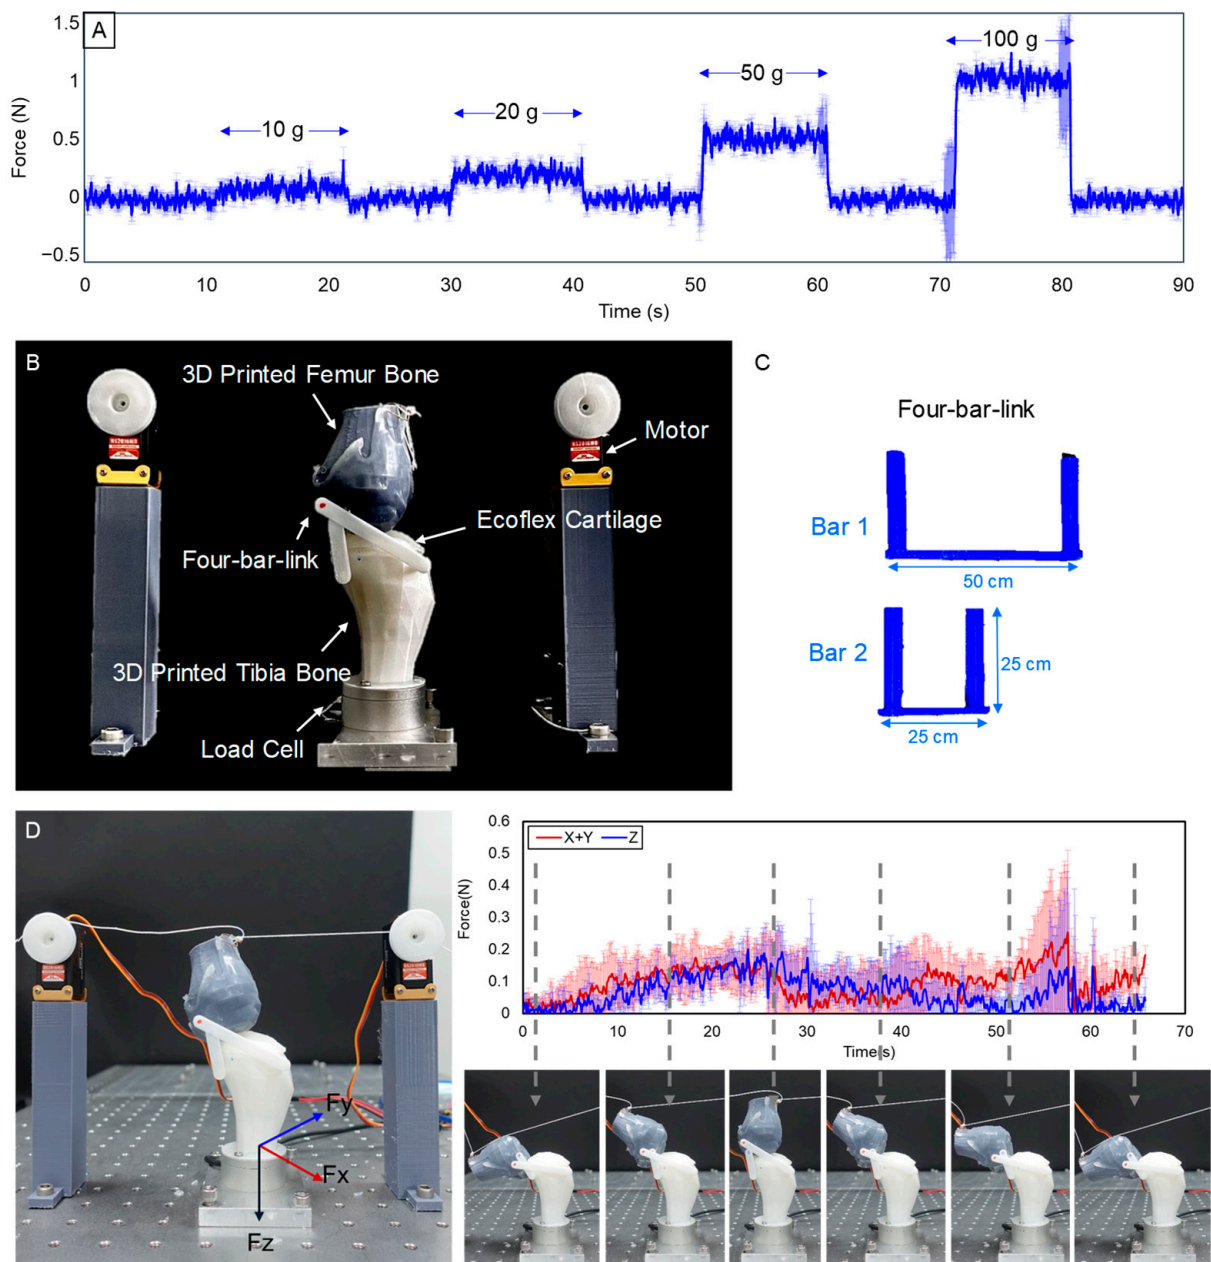 A
1.5
1
0.5
0
−0.5
Force (N)
10 g
20 g
50 g
100 g
0 10 20 30 40 50 60 70 80 90
Time (s)
B
3D Printed Femur Bone
Motor
Ecoflex Cartilage
Four-bar-link
3D Printed Tibia Bone
Load Cell
C
Four-bar-link
Bar 1
50 cm
Bar 2
25 cm
25 cm
D
Fy
Fx
Fz
X+Y Z
0.6
0.5
0.4
0.3
0.2
0.1
0
Force(N)
0 10 20 30 40 50 60 70
Time(s)